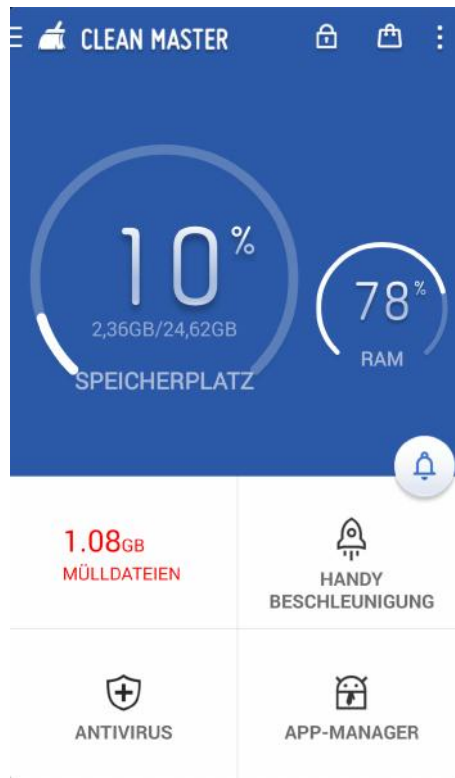 CLEAN MASTER
10%
2,36GB/24,62GB
SPEICHERPLATZ
78%
RAM
1.08GB
MÜLLDATEIEN
HANDY
BESCHLEUNIGUNG
ANTIVIRUS
APP-MANAGER